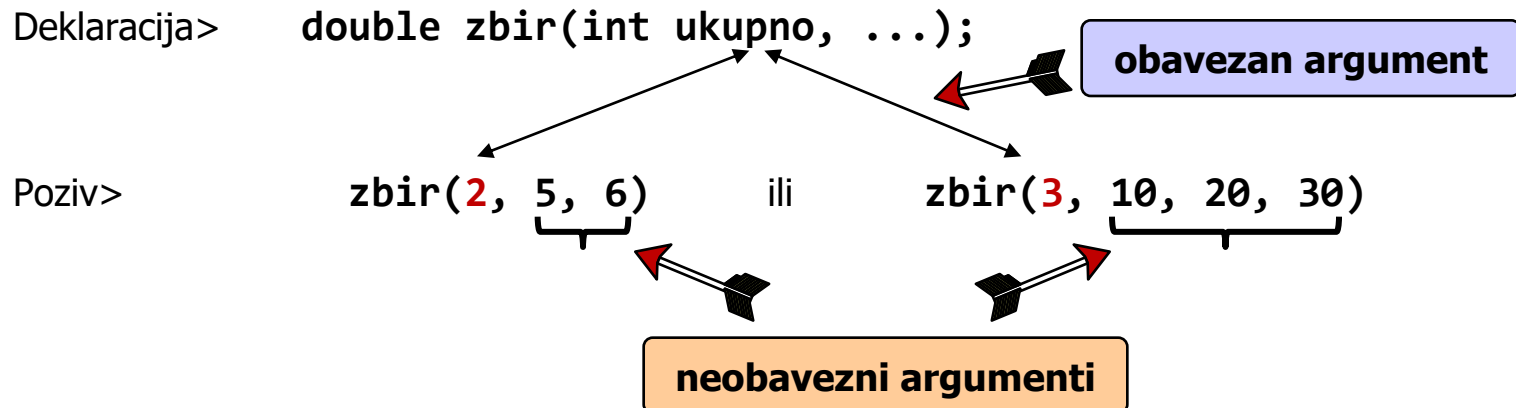 Deklaracija> double zbir(int ukupno, ...);
obavezan argument
Poziv> zbir(2, 5, 6) ili zbir(3, 10, 20, 30)
neobavezni argumenti